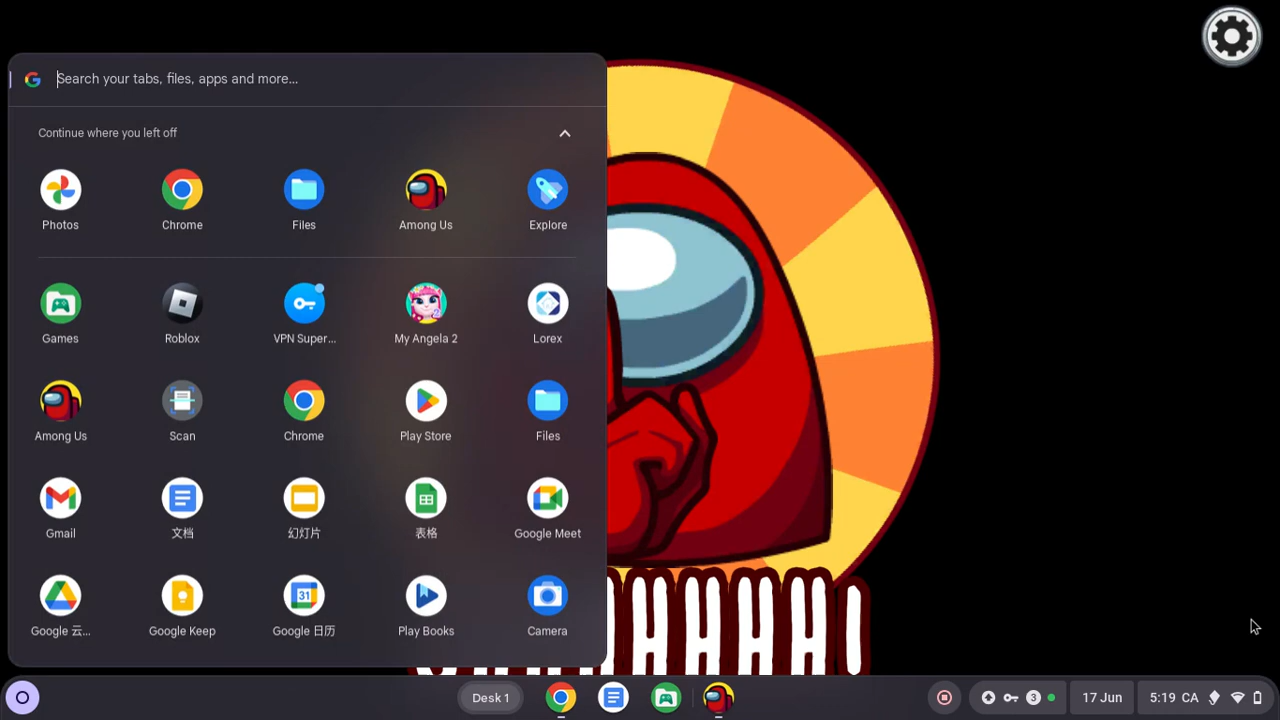 Search your tabs, files, apps and more...
Continue where you left off
Photos
Chrome
Files
Among Us
Explore
Games
Roblox
VPN Super...
My Angela 2
Lorex
Among Us
Scan
Chrome
Play Store
Files
Gmail
文档
幻灯片
表格
Google Meet
Google 云...
Google Keep
31
Google 日历
Play Books
Camera
Desk 1
3
17 Jun
5:19 CA